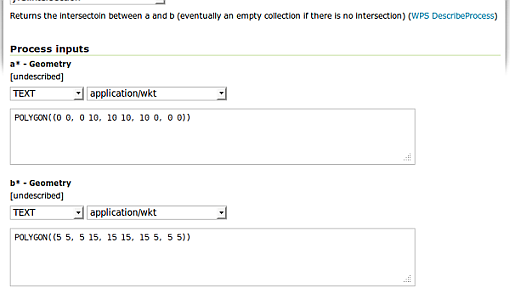 Returns the intersectoin between a and b (eventually an empty collection if there is no intersection) (WPS DescribeProcess)
Process inputs
a* - Geometry
[undescribed]
TEXT application/wkt
POLYGON((0 0, 0 10, 10 10, 10 0, 0 0))
b* - Geometry
[undescribed]
TEXT application/wkt
POLYGON((5 5, 5 15, 15 15, 15 5, 5 5))